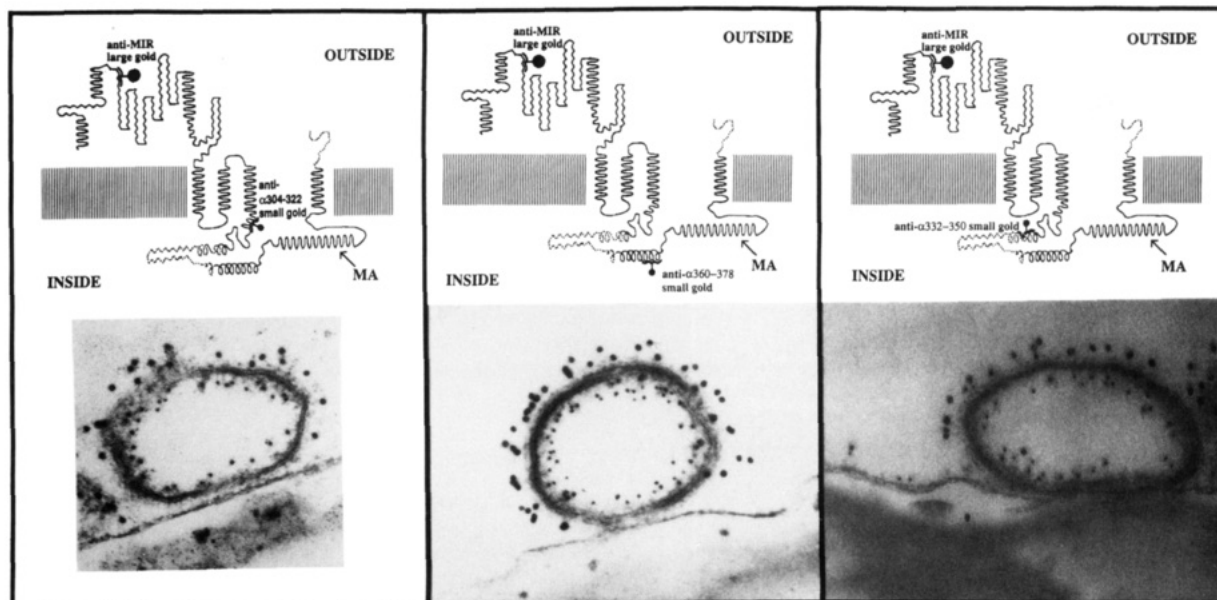 anti-MIR
large gold
OUTSIDE
anti-
α304-322
small gold
MA
INSIDE
anti-MIR
large gold
OUTSIDE
MA
INSIDE
anti-α360–378
small gold
anti-MIR
large gold
OUTSIDE
anti-α332–350 small gold
MA
INSIDE